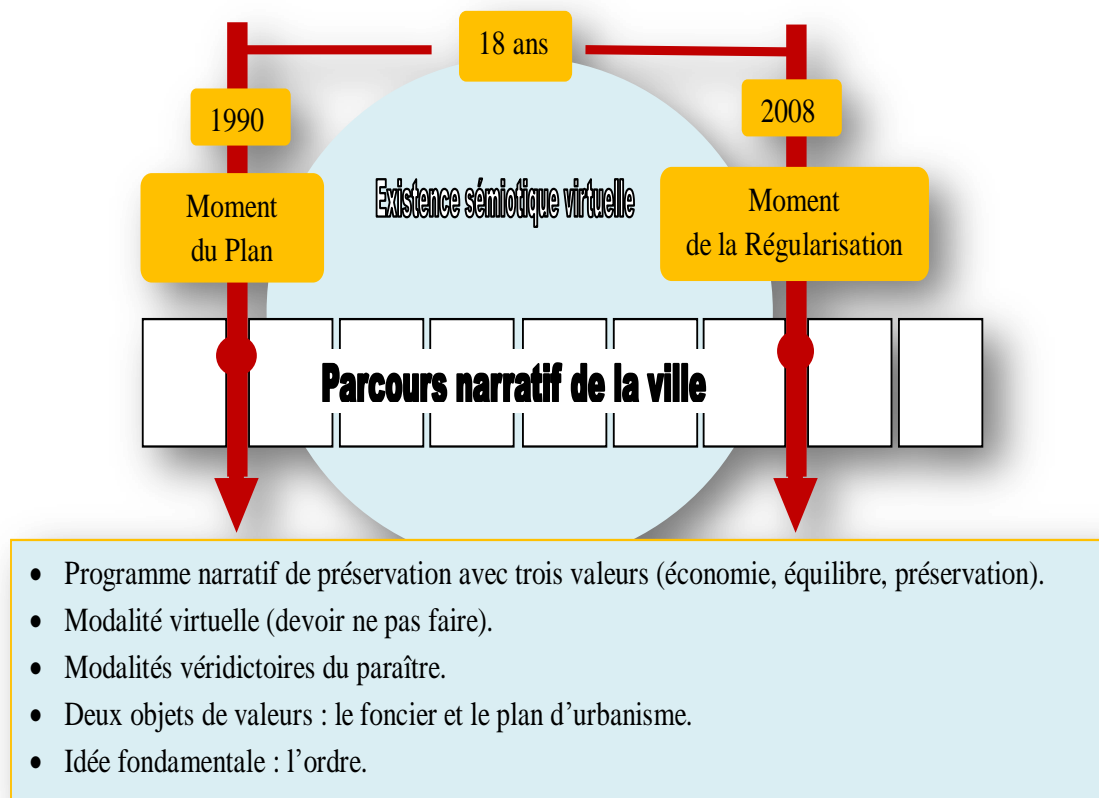 18 ans
1990
2008
Moment
du Plan
Existence sémiotique virtuelle
Moment
de la Régularisation
Parcours narratif de la ville
• Programme narratif de préservation avec trois valeurs (économie, équilibre, préservation).
• Modalité virtuelle (devoir ne pas faire).
• Modalités véridictoires du paraître.
• Deux objets de valeurs : le foncier et le plan d’urbanisme.
• Idée fondamentale : l’ordre.